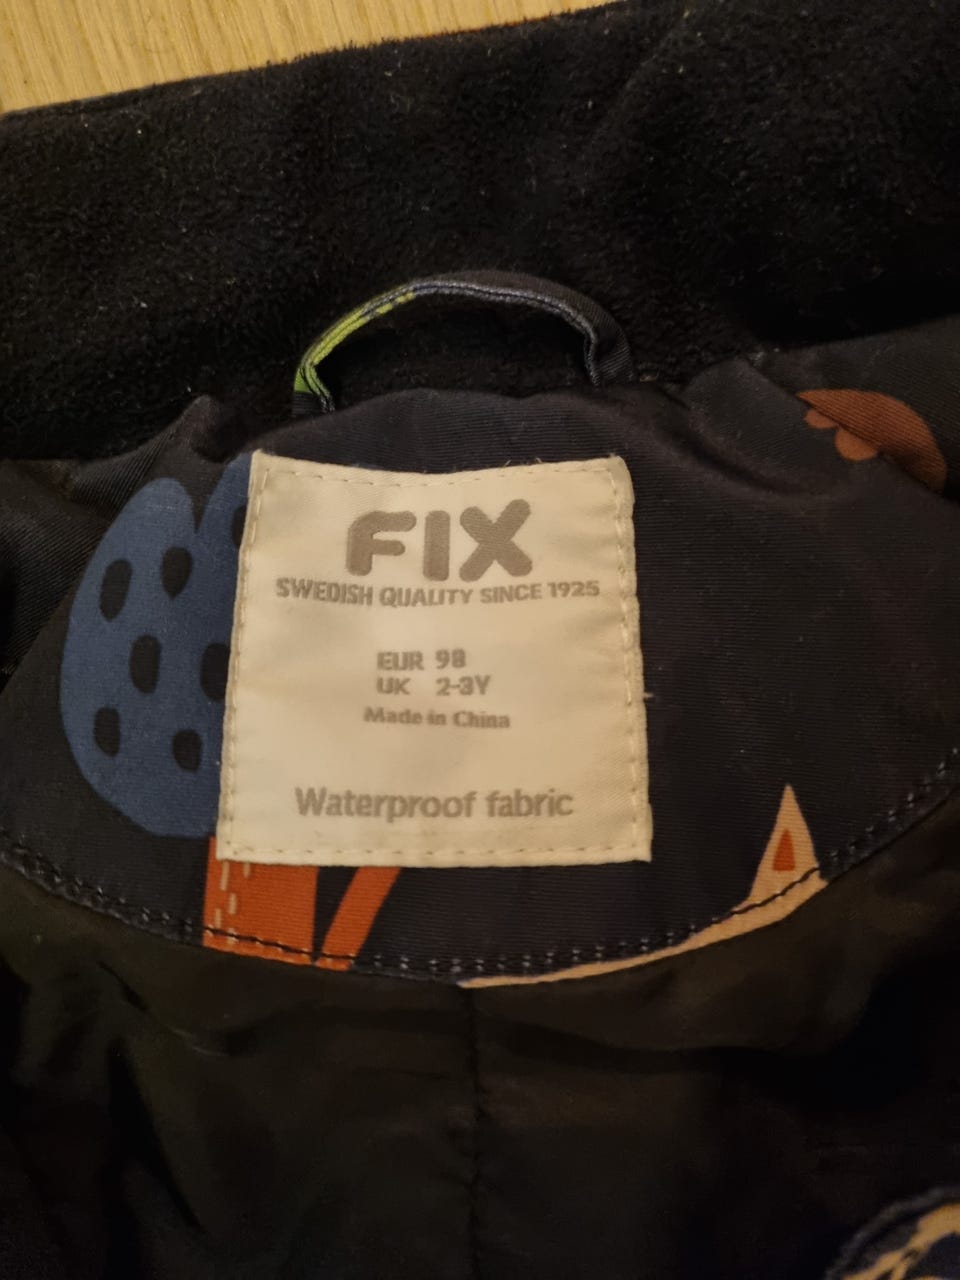 FIX
SWEDISH QUALITY SINCE 1925
EUR 98
UK 2-3Y
Made in China
Waterproof fabric